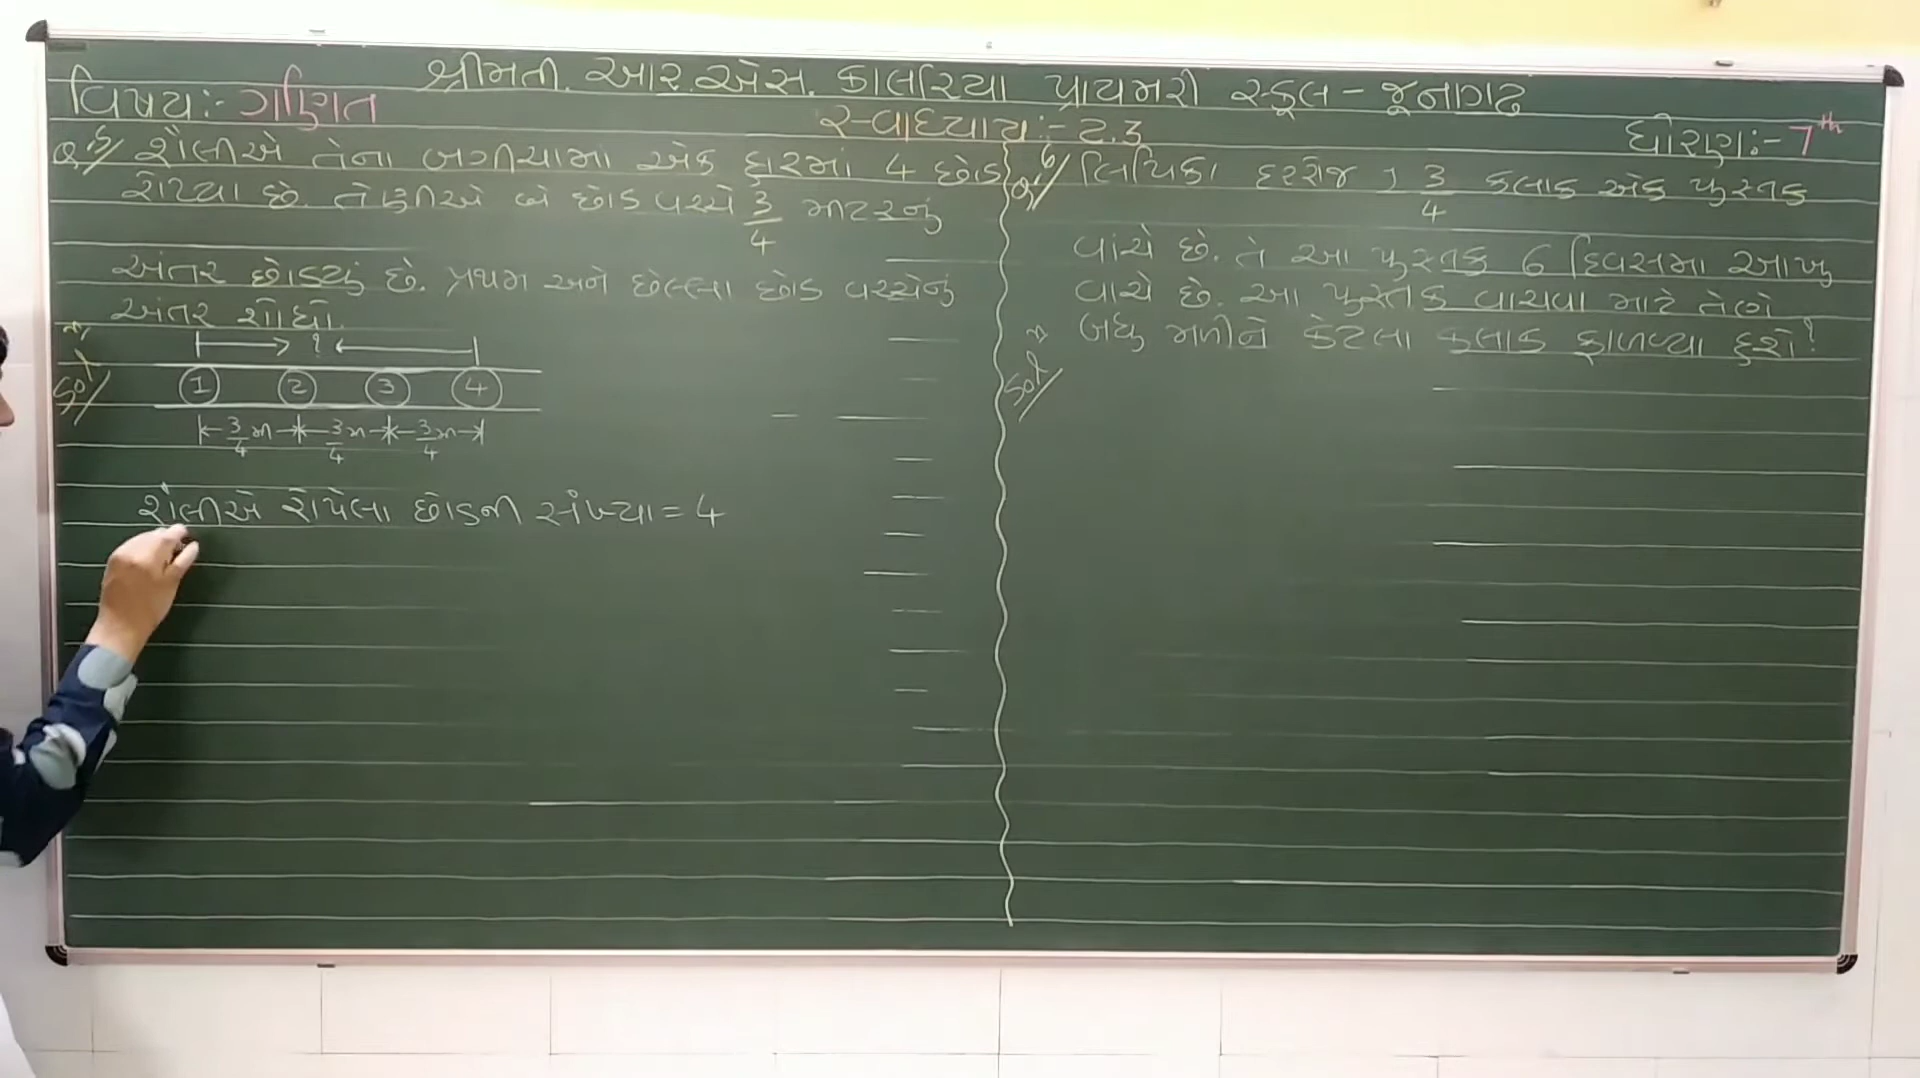 શ્રીમતી. આર.એસ. કાલરિયા પ્રાયમરી સ્કૂલ - જૂનાગઢ
વિષય:- ગણિત
સ્વાધ્યાય:- 2.3
ધોરણ:- 7th
શૈલીએ તેના બગીચામાં એક હારમાં 4 છોડ
રોપ્યા છે. તેણીએ બે છોડ વચ્ચે 3/4 મીટરનું
અંતર છોડ્યું છે. પ્રથમ અને છેલ્લા છોડ વચ્ચેનું
અંતર શોધો.
?
1 2 3 4
3/4 m 3/4 m 3/4 m
Sol
શૈલીએ રોપેલા છોડની સંખ્યા = 4
લિપિકા દરરોજ 1 3/4 કલાક એક પુસ્તક
વાંચે છે. તે આ પુસ્તક 6 દિવસમાં આખુ
વાચે છે. આ પુસ્તક વાચવા માટે તેણે
બધુ મળીને કેટલા કલાક ફાળવ્યા હશે?
Sol